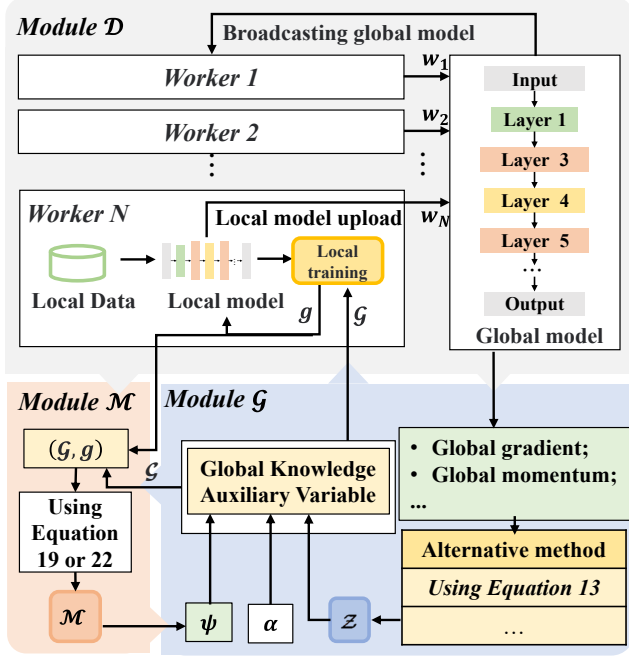 Module 𝒟
Broadcasting global model
Worker 1
w₁
Worker 2
w₂
⋮
⋮
Worker N
Local model upload
w_N
Local Data
Local model
Local
training
g
𝒢
Input
Layer 1
Layer 3
Layer 4
Layer 5
...
Output
Global model
Module ℳ
(𝒢, g)
Using
Equation
19 or 22
ℳ
Module 𝒢
𝒢
Global Knowledge
Auxiliary Variable
ψ
α
𝒵
• Global gradient;
• Global momentum;
...
Alternative method
Using Equation 13
...